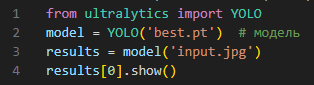 1 from ultralytics import YOLO
2 model = YOLO('best.pt')  # модель
3 results = model('input.jpg')
4 results[0].show()